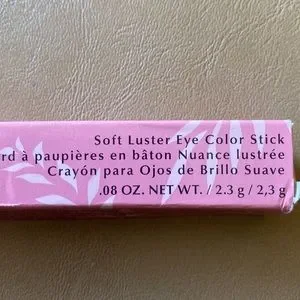 Soft Luster Eye Color Stick
rd à paupières en bâton Nuance lustrée
Crayón para Ojos de Brillo Suave
.08 OZ. NET WT. / 2.3 g / 2,3 g